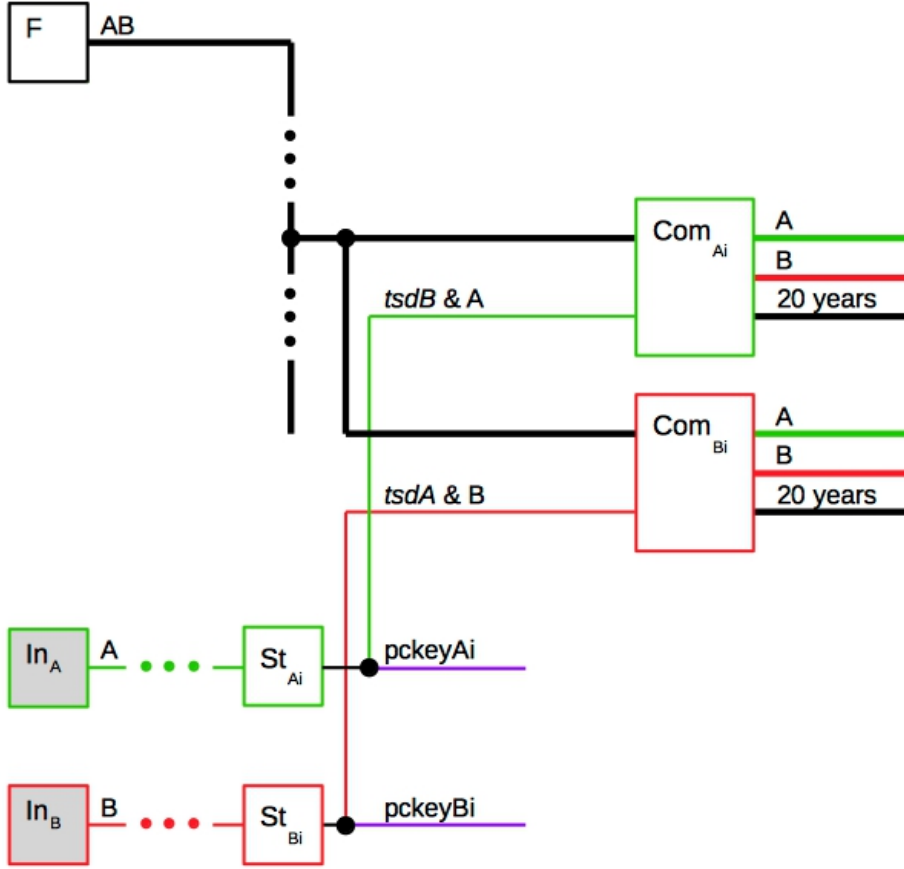 F AB
Com Ai A
B
tsdB & A 20 years
Com Bi A
B
tsdA & B 20 years
In A A St Ai pckeyAi
In B B St Bi pckeyBi